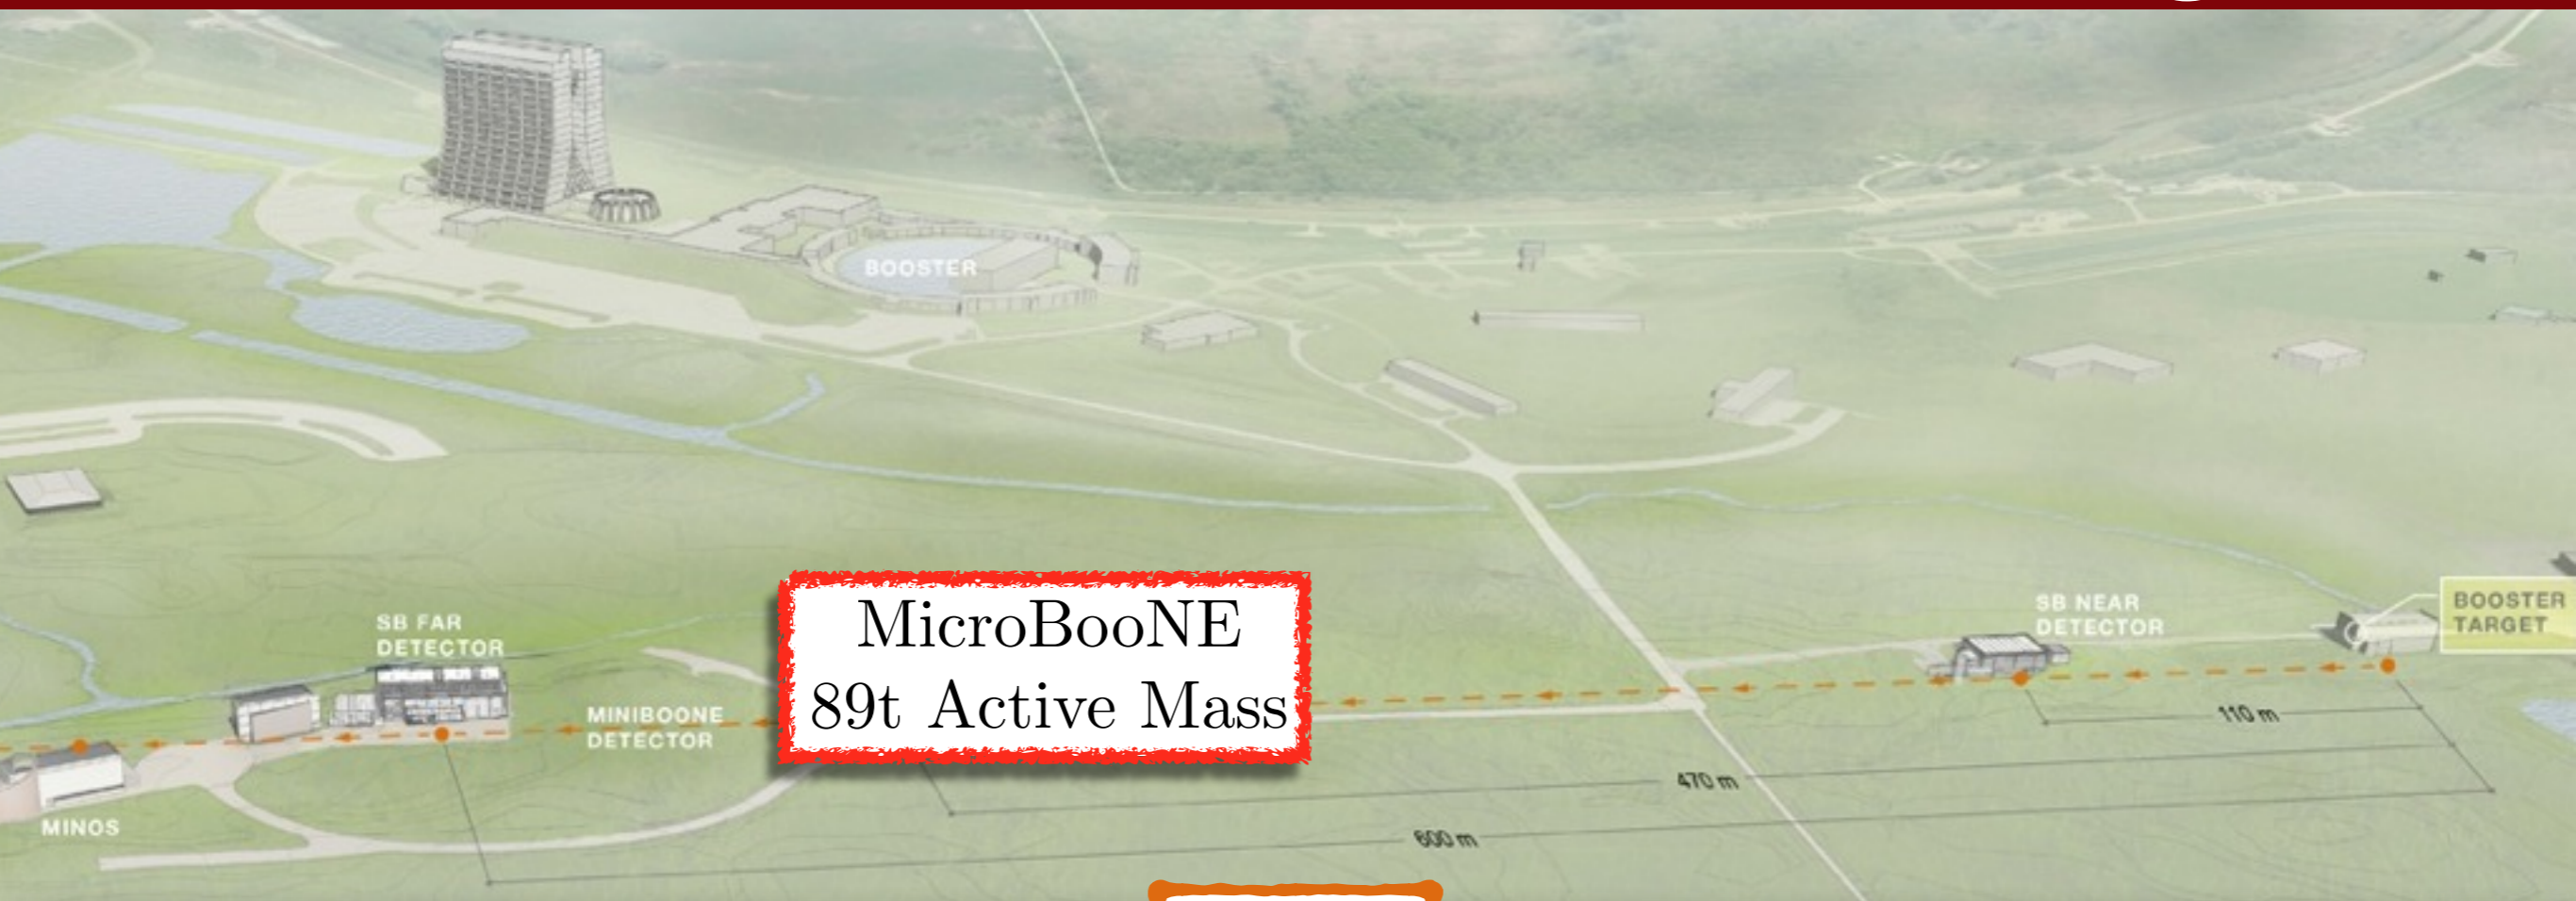 BOOSTER
SB FAR
DETECTOR
MINIBOONE
DETECTOR
MicroBooNE
89t Active Mass
SB NEAR
DETECTOR
BOOSTER
TARGET
110 m
470 m
600 m
MINOS